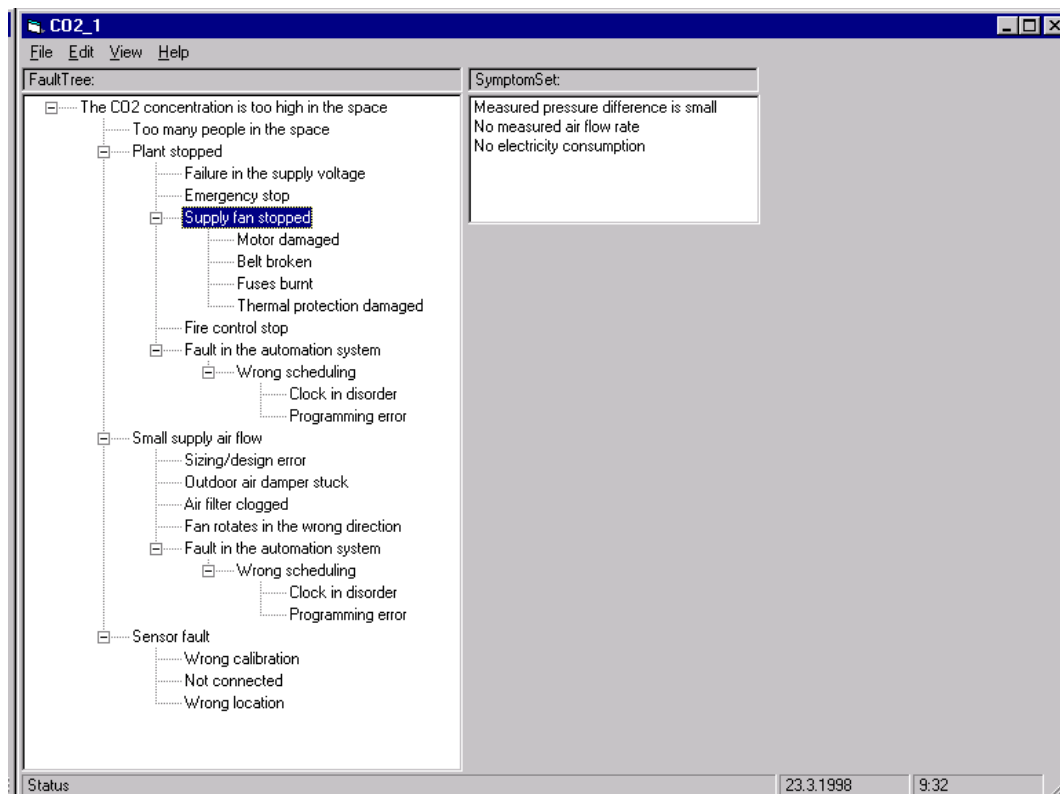 CO2_1
File Edit View Help
FaultTree:
The CO2 concentration is too high in the space
Too many people in the space
Plant stopped
Failure in the supply voltage
Emergency stop
Supply fan stopped
Motor damaged
Belt broken
Fuses burnt
Thermal protection damaged
Fire control stop
Fault in the automation system
Wrong scheduling
Clock in disorder
Programming error
Small supply air flow
Sizing/design error
Outdoor air damper stuck
Air filter clogged
Fan rotates in the wrong direction
Fault in the automation system
Wrong scheduling
Clock in disorder
Programming error
Sensor fault
Wrong calibration
Not connected
Wrong location
SymptomSet:
Measured pressure difference is small
No measured air flow rate
No electricity consumption
Status 23.3.1998 9:32